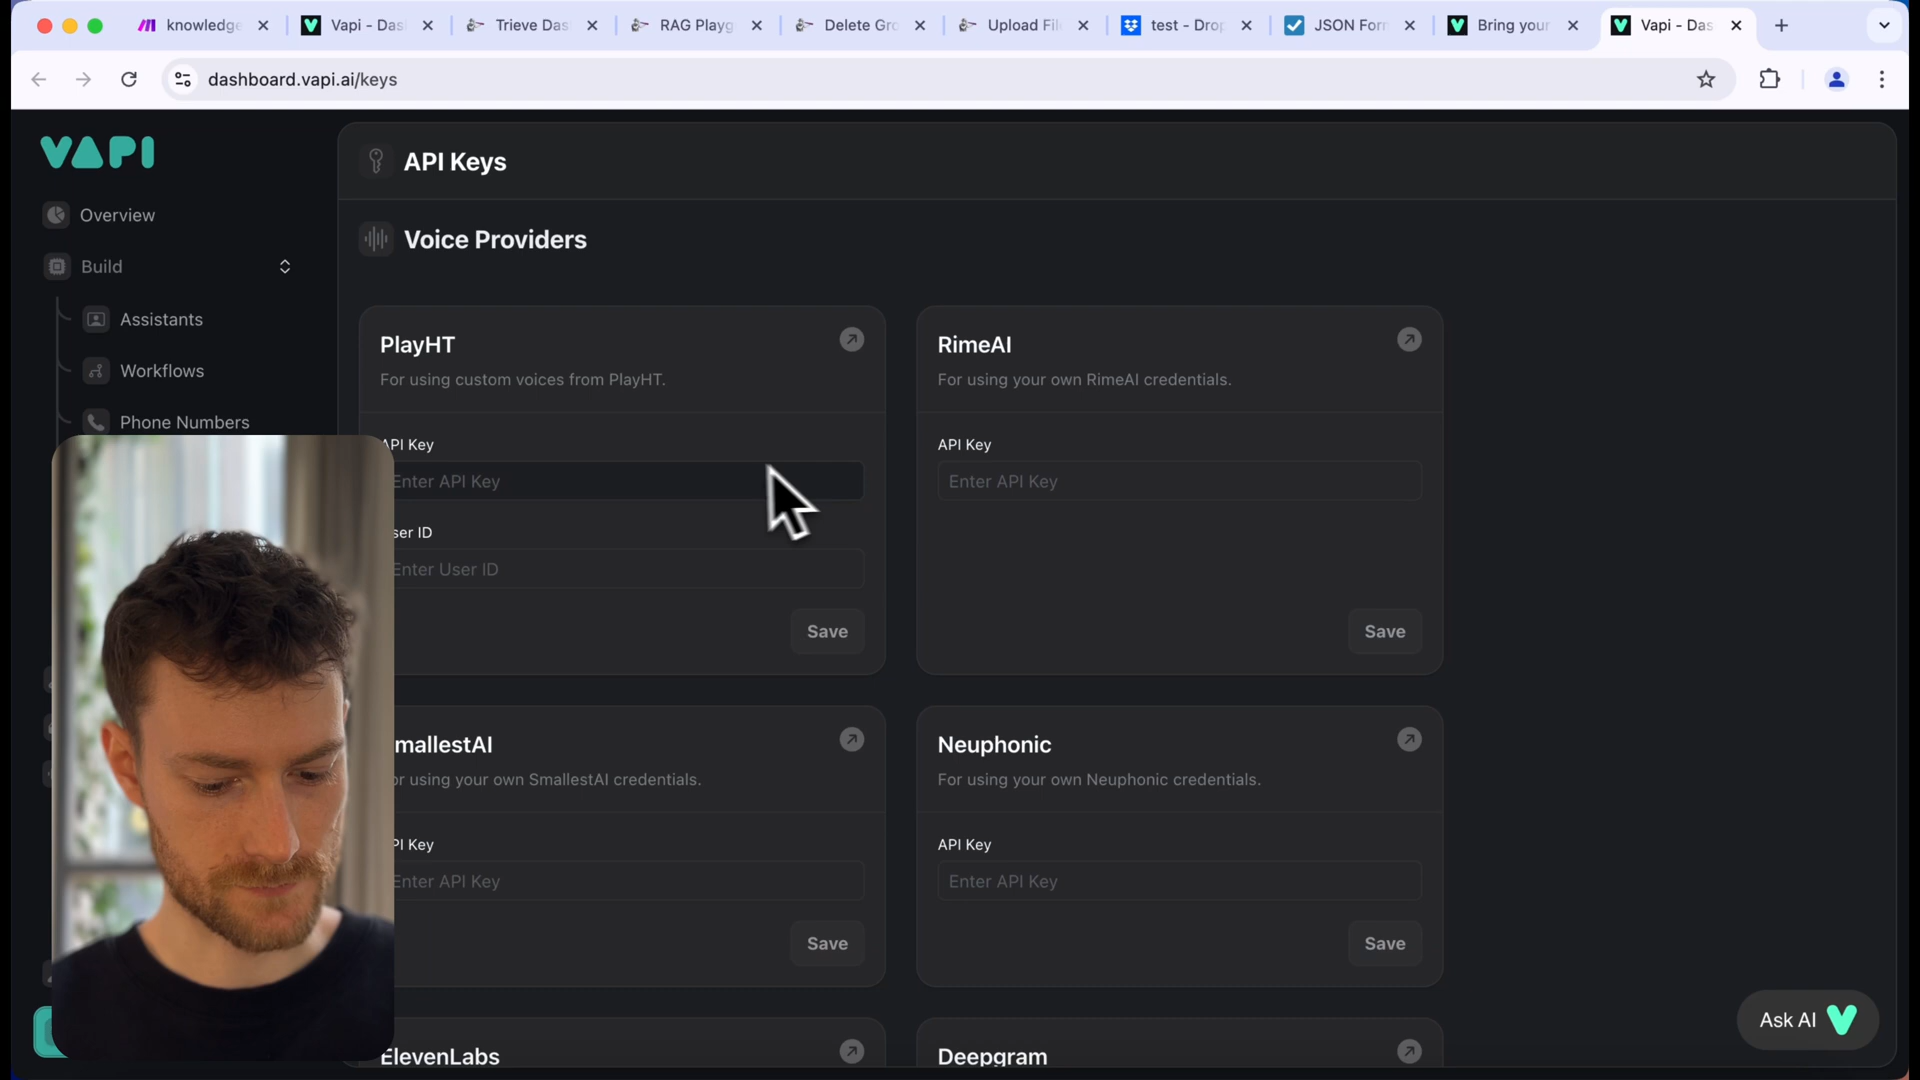 knowledge
Vapi - Das
Trieve Das
RAG Playg
Delete Gro
Upload File
test - Drop
JSON Form
Bring your
Vapi - Das
dashboard.vapi.ai/keys
VAPI
API Keys
Overview
Voice Providers
Build
Assistants
Workflows
Phone Numbers
PlayHT
For using custom voices from PlayHT.
API Key
Enter API Key
ser ID
Enter User ID
Save
RimeAI
For using your own RimeAI credentials.
API Key
Enter API Key
Save
mallestAI
or using your own SmallestAI credentials.
PI Key
Enter API Key
Save
Neuphonic
For using your own Neuphonic credentials.
API Key
Enter API Key
Save
ElevenLabs
Deepgram
Ask AI